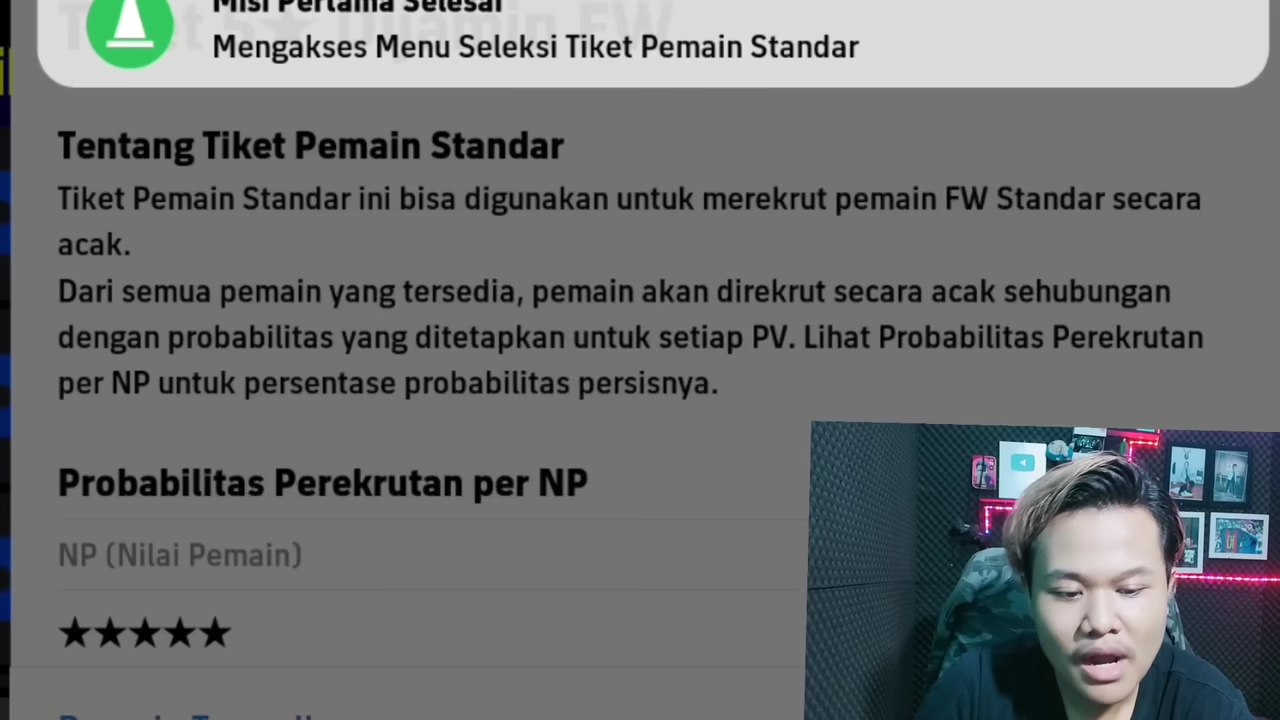 Misi Pertama Selesai
Mengakses Menu Seleksi Tiket Pemain Standar
Tentang Tiket Pemain Standar
Tiket Pemain Standar ini bisa digunakan untuk merekrut pemain FW Standar secara
acak.
Dari semua pemain yang tersedia, pemain akan direkrut secara acak sehubungan
dengan probabilitas yang ditetapkan untuk setiap PV. Lihat Probabilitas Perekrutan
per NP untuk persentase probabilitas persisnya.
Probabilitas Perekrutan per NP
NP (Nilai Pemain)
★★★★★